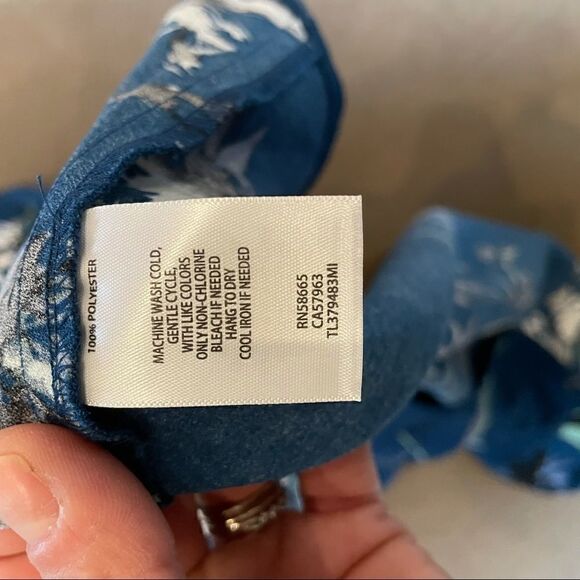 100% POLYESTER
MACHINE WASH COLD,
GENTLE CYCLE,
WITH LIKE COLORS
ONLY NON-CHLORINE
BLEACH IF NEEDED
HANG TO DRY
COOL IRON IF NEEDED
RN58665
CA57963
TL379483MI